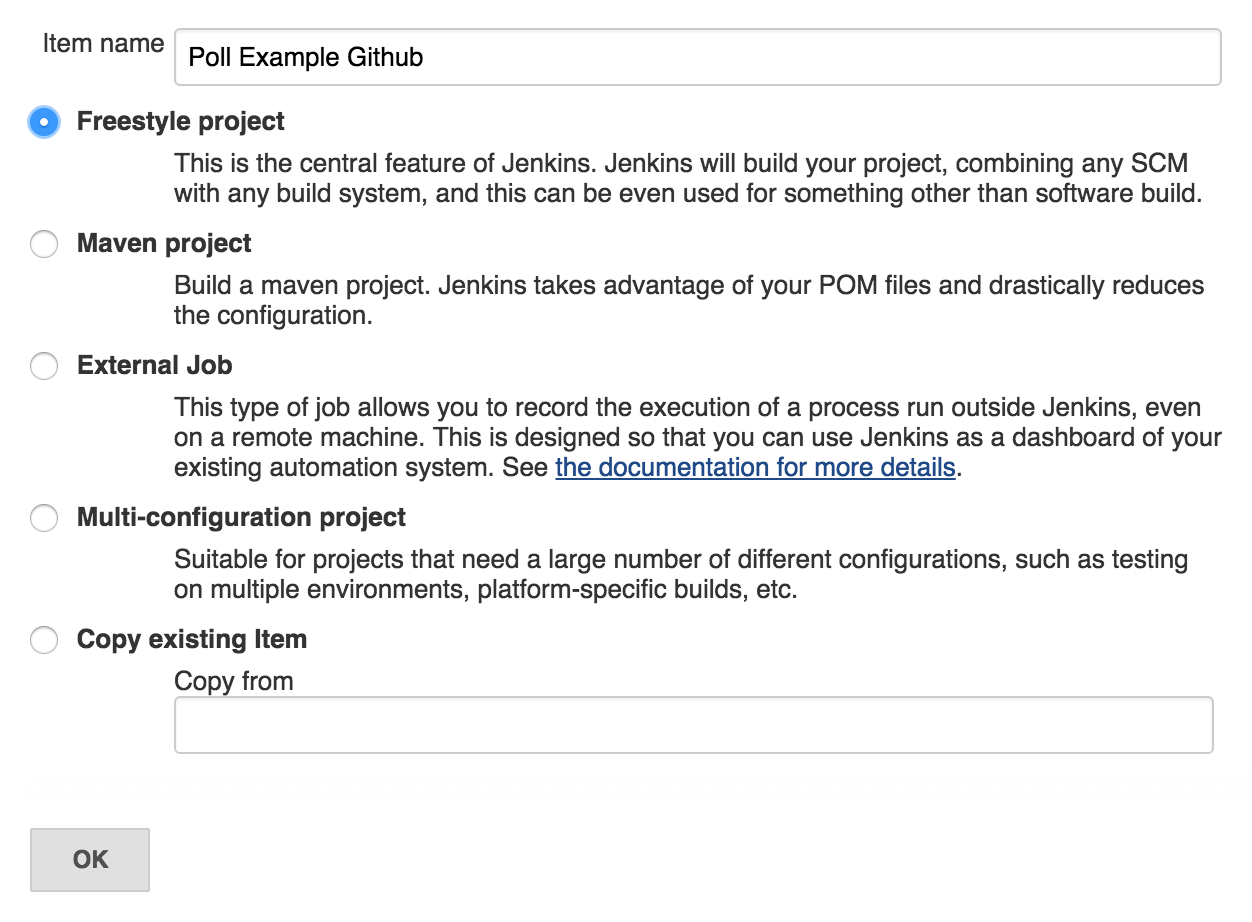 Item name
Poll Example Github
Freestyle project
This is the central feature of Jenkins. Jenkins will build your project, combining any SCM
with any build system, and this can be even used for something other than software build.
Maven project
Build a maven project. Jenkins takes advantage of your POM files and drastically reduces
the configuration.
External Job
This type of job allows you to record the execution of a process run outside Jenkins, even
on a remote machine. This is designed so that you can use Jenkins as a dashboard of your
existing automation system. See the documentation for more details.
Multi-configuration project
Suitable for projects that need a large number of different configurations, such as testing
on multiple environments, platform-specific builds, etc.
Copy existing Item
Copy from
OK